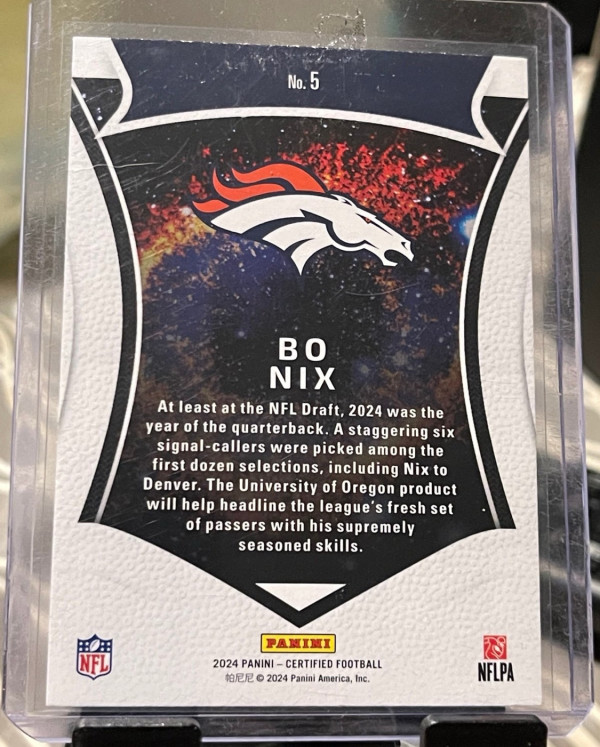 No. 5
BO
NIX
At least at the NFL Draft, 2024 was the
year of the quarterback. A staggering six
signal-callers were picked among the
first dozen selections, including Nix to
Denver. The University of Oregon product
will help headline the league's fresh set
of passers with his supremely
seasoned skills.
NFL
PANINI
2024 PANINI – CERTIFIED FOOTBALL
帕尼尼 © 2024 Panini America, Inc.
NFLPA